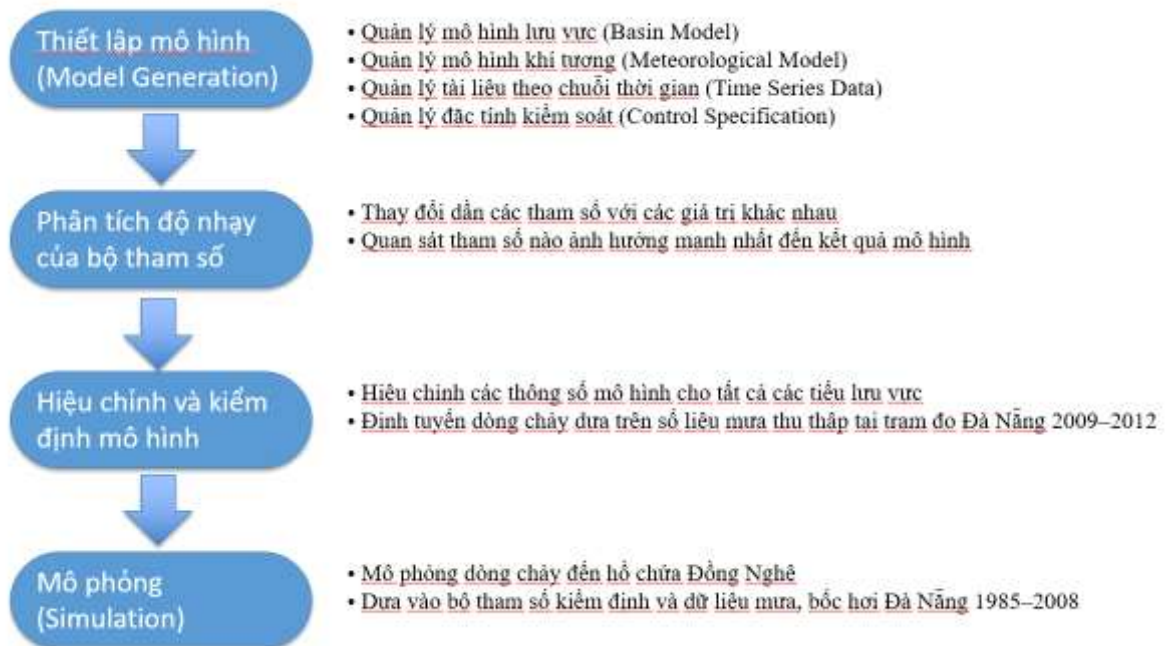 Thiết lập mô hình
(Model Generation)
• Quản lý mô hình lưu vực (Basin Model)
• Quản lý mô hình khí tượng (Meteorological Model)
• Quản lý tài liệu theo chuỗi thời gian (Time Series Data)
• Quản lý đặc tính kiểm soát (Control Specification)
Phân tích độ nhạy
của bộ tham số
• Thay đổi dần các tham số với các giá trị khác nhau
• Quan sát tham số nào ảnh hưởng mạnh nhất đến kết quả mô hình
Hiệu chỉnh và kiểm
định mô hình
• Hiệu chỉnh các thông số mô hình cho tất cả các tiểu lưu vực
• Định tuyến dòng chảy dựa trên số liệu mưa thu thập tại trạm đo Đà Nẵng 2009–2012
Mô phỏng
(Simulation)
• Mô phỏng dòng chảy đến hồ chứa Đồng Nghệ
• Dựa vào bộ tham số kiểm định và dữ liệu mưa, bốc hơi Đà Nẵng 1985–2008